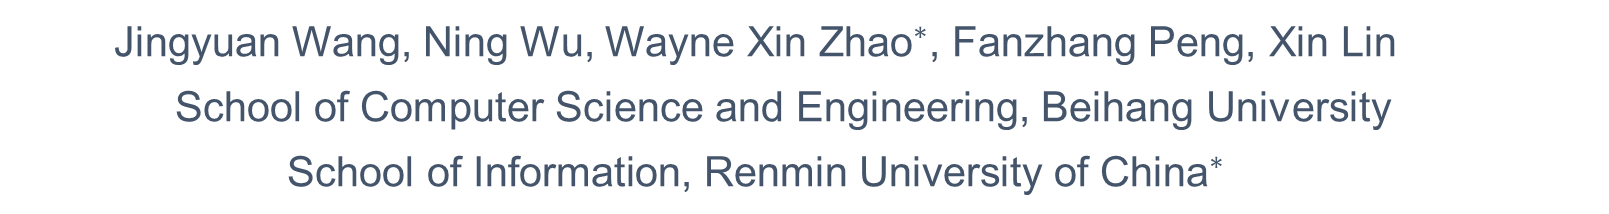 Jingyuan Wang, Ning Wu, Wayne Xin Zhao*, Fanzhang Peng, Xin Lin
School of Computer Science and Engineering, Beihang University
School of Information, Renmin University of China*